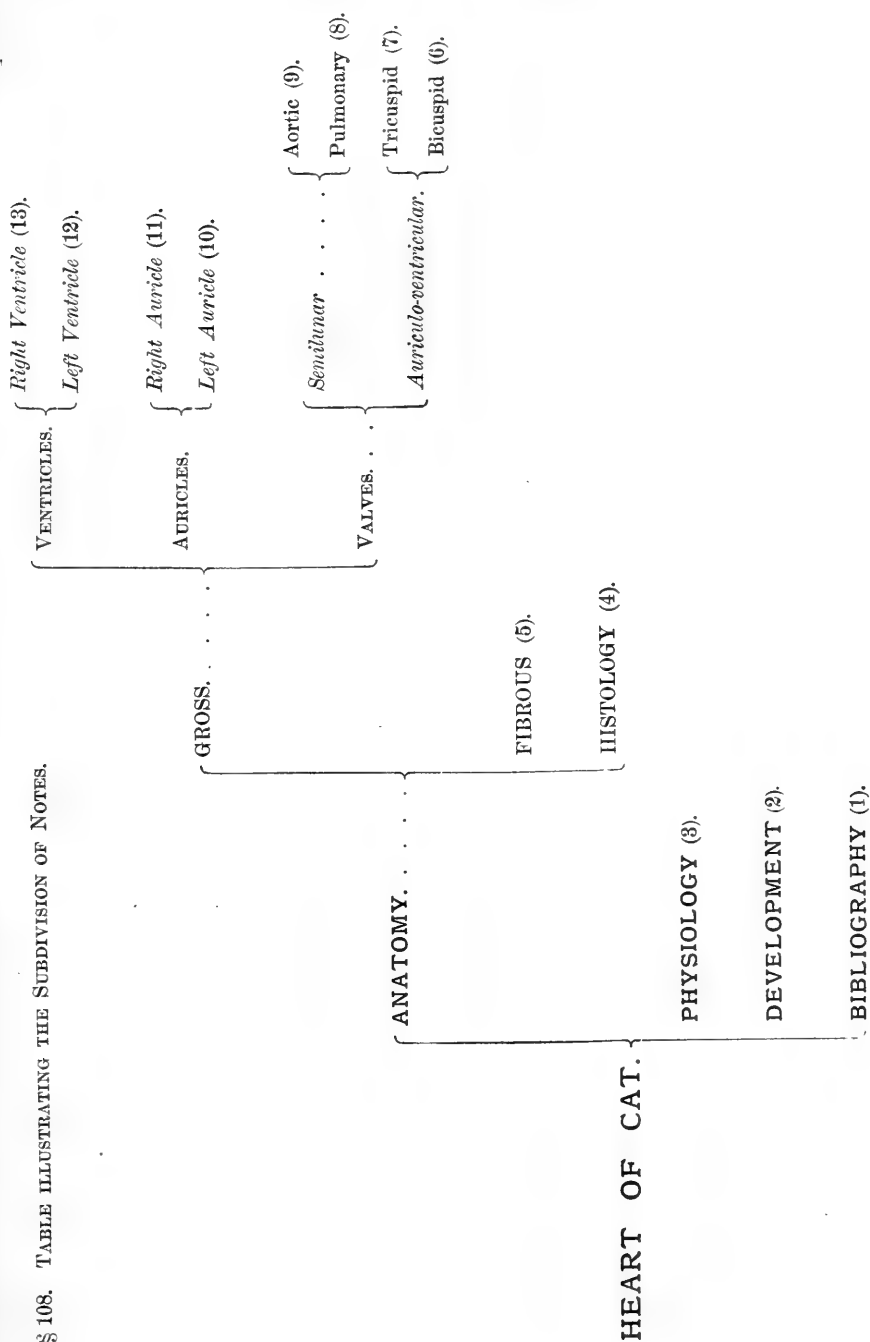 § 108. TABLE ILLUSTRATING THE SUBDIVISION OF NOTES.
HEART OF CAT.
ANATOMY. . . . .
GROSS. . . . .
VENTRICLES.
Right Ventricle (13).
Left Ventricle (12).
AURICLES.
Right Auricle (11).
Left Auricle (10).
VALVES. . .
Semilunar . . . . .
Aortic (9).
Pulmonary (8).
Auriculo-ventricular.
Tricuspid (7).
Bicuspid (6).
FIBROUS (5).
HISTOLOGY (4).
PHYSIOLOGY (3).
DEVELOPMENT (2).
BIBLIOGRAPHY (1).